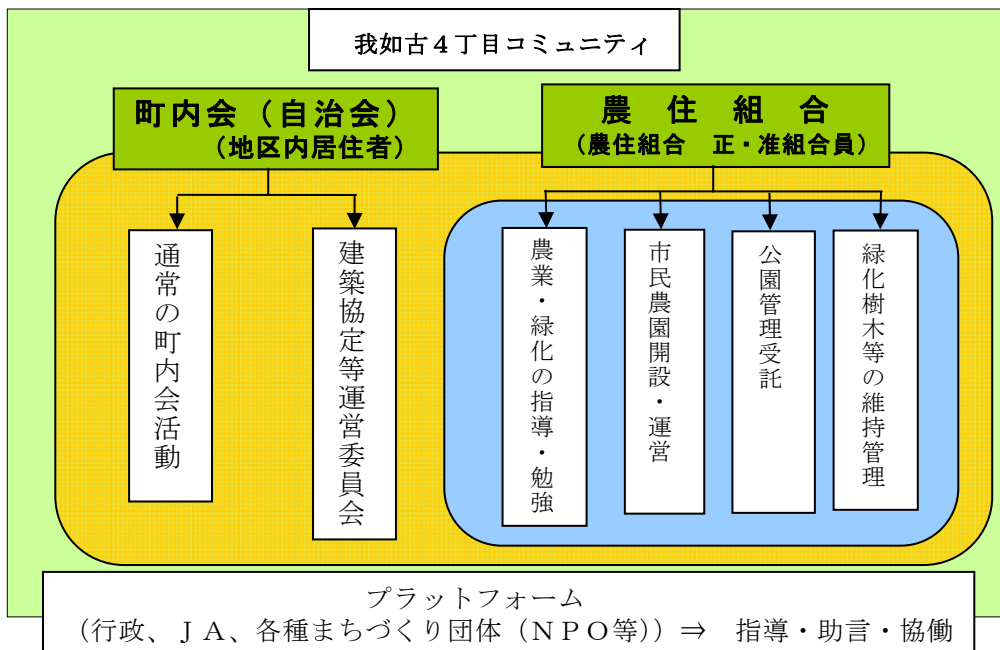 我如古４丁目コミュニティ
町内会（自治会）
（地区内居住者）
農　住　組　合
（農住組合　正・准組合員）
通常の町内会活動
建築協定等運営委員会
農業・緑化の指導・勉強
市民農園開設・運営
公園管理受託
緑化樹木等の維持管理
プラットフォーム
（行政、ＪＡ、各種まちづくり団体（ＮＰＯ等））⇒　指導・助言・協働